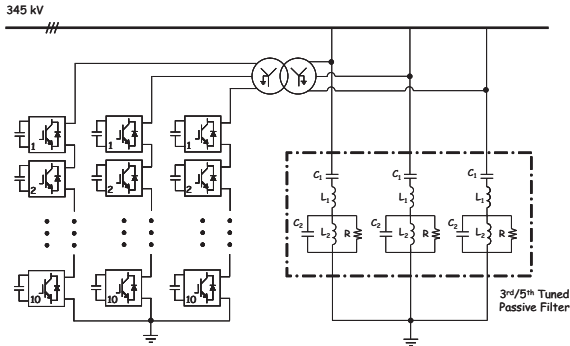 345 kV
1
1
1
2
2
2
10
10
10
C₁
C₁
C₁
L₁
L₁
L₁
C₂
L₂
R
C₂
L₂
R
C₂
L₂
R
3ʳᵈ/5ᵗʰ Tuned
Passive Filter